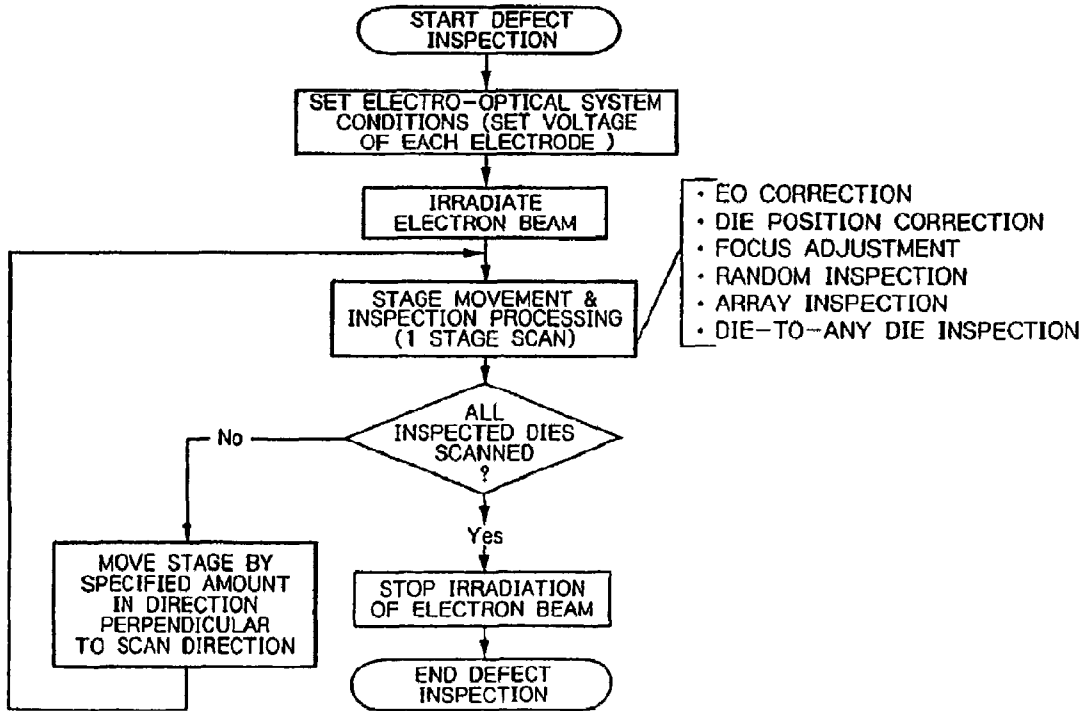 START DEFECT
INSPECTION
SET ELECTRO-OPTICAL SYSTEM
CONDITIONS (SET VOLTAGE
OF EACH ELECTRODE )
IRRADIATE
ELECTRON BEAM
STAGE MOVEMENT &
INSPECTION PROCESSING
(1 STAGE SCAN)
· EO CORRECTION
· DIE POSITION CORRECTION
· FOCUS ADJUSTMENT
· RANDOM INSPECTION
· ARRAY INSPECTION
· DIE-TO-ANY DIE INSPECTION
ALL
INSPECTED DIES
SCANNED
?
No
Yes
MOVE STAGE BY
SPECIFIED AMOUNT
IN DIRECTION
PERPENDICULAR
TO SCAN DIRECTION
STOP IRRADIATION
OF ELECTRON BEAM
END DEFECT
INSPECTION